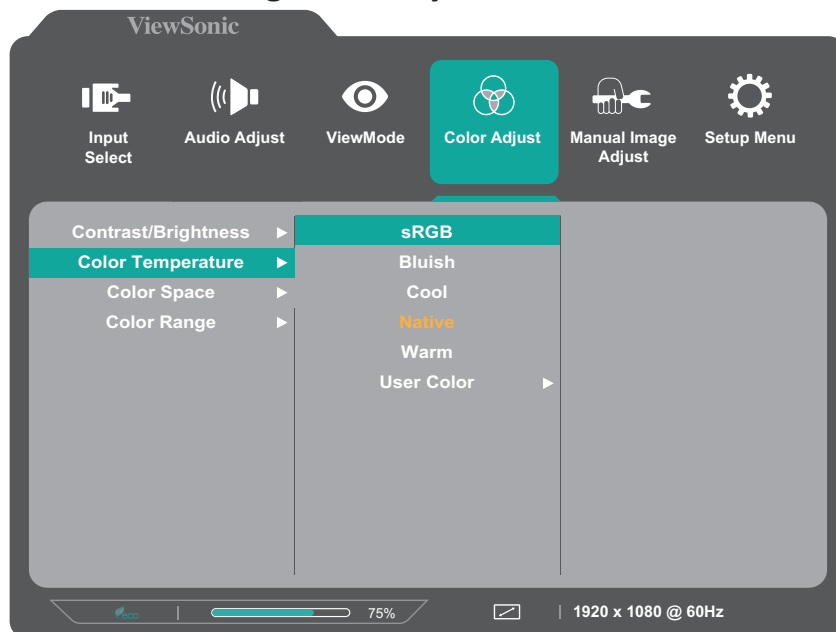 ViewSonic
Input
Select
Audio Adjust
ViewMode
Color Adjust
Manual Image
Adjust
Setup Menu
Contrast/Brightness
Color Temperature
Color Space
Color Range
sRGB
Bluish
Cool
Native
Warm
User Color
eco
75%
1920 x 1080 @ 60Hz